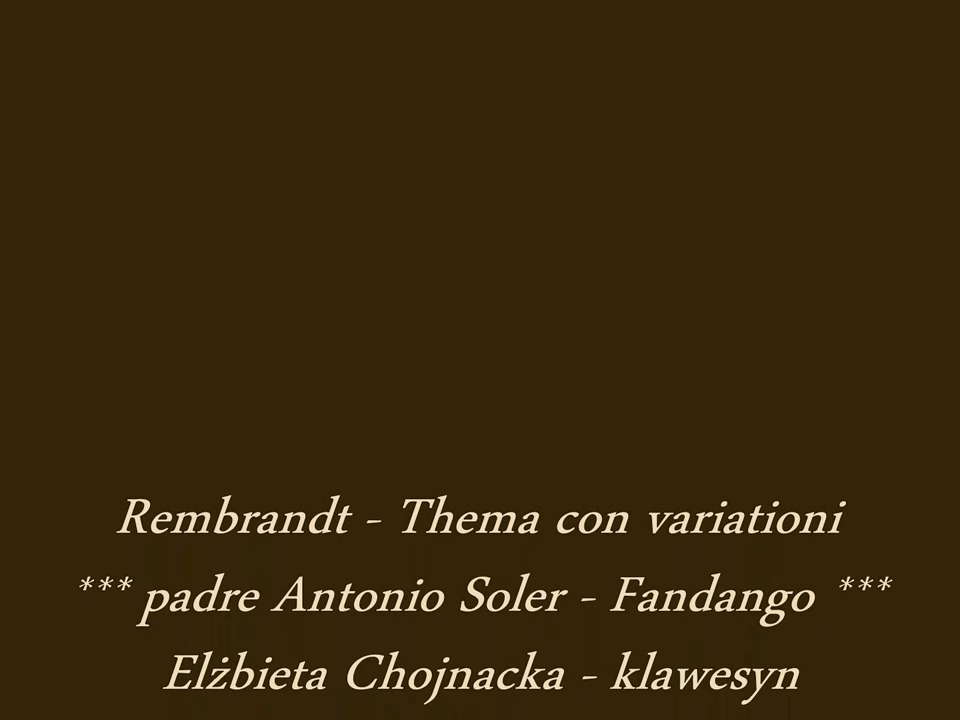 Rembrandt - Thema con variationi
*** padre Antonio Soler - Fandango ***
Elżbieta Chojnacka - klawesyn